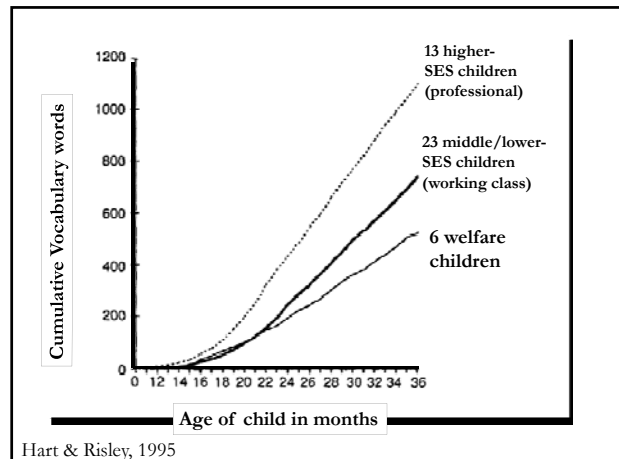 13 higher-
SES children
(professional)
23 middle/lower-
SES children
(working class)
6 welfare
children
Cumulative Vocabulary words
1200
1000
800
600
400
200
0
0 12 14 16 18 20 22 24 26 28 30 32 34 36
Age of child in months
Hart & Risley, 1995